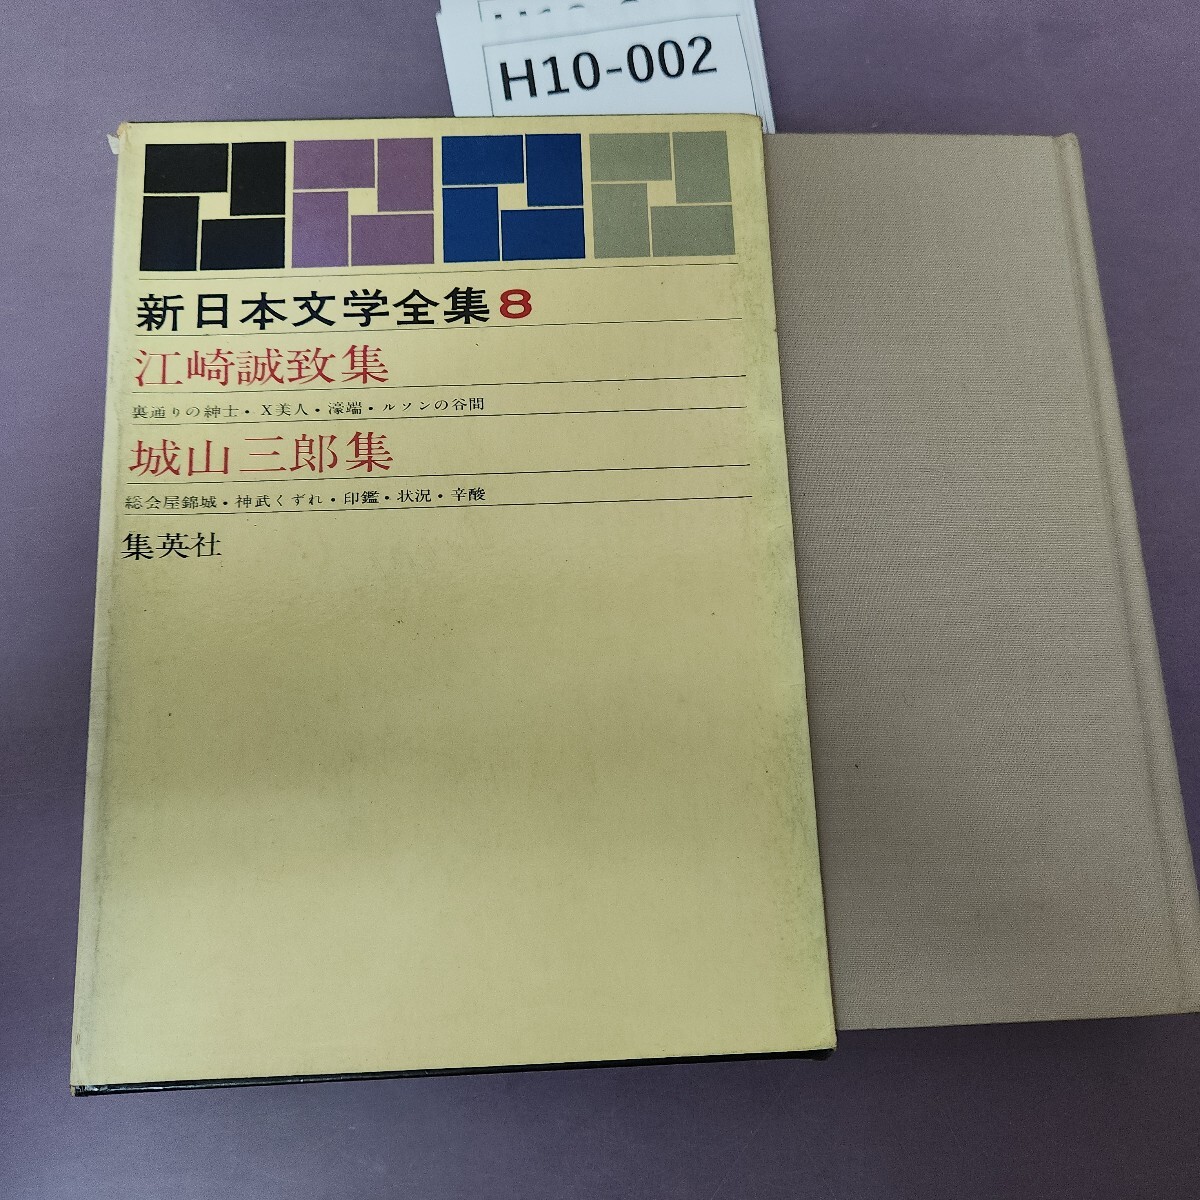 H10-002
新日本文学全集8
江崎誠致集
裏通りの紳士・X美人・濠端・ルソンの谷間
城山三郎集
総会屋錦城・神武くずれ・印鑑・状況・辛酸
集英社